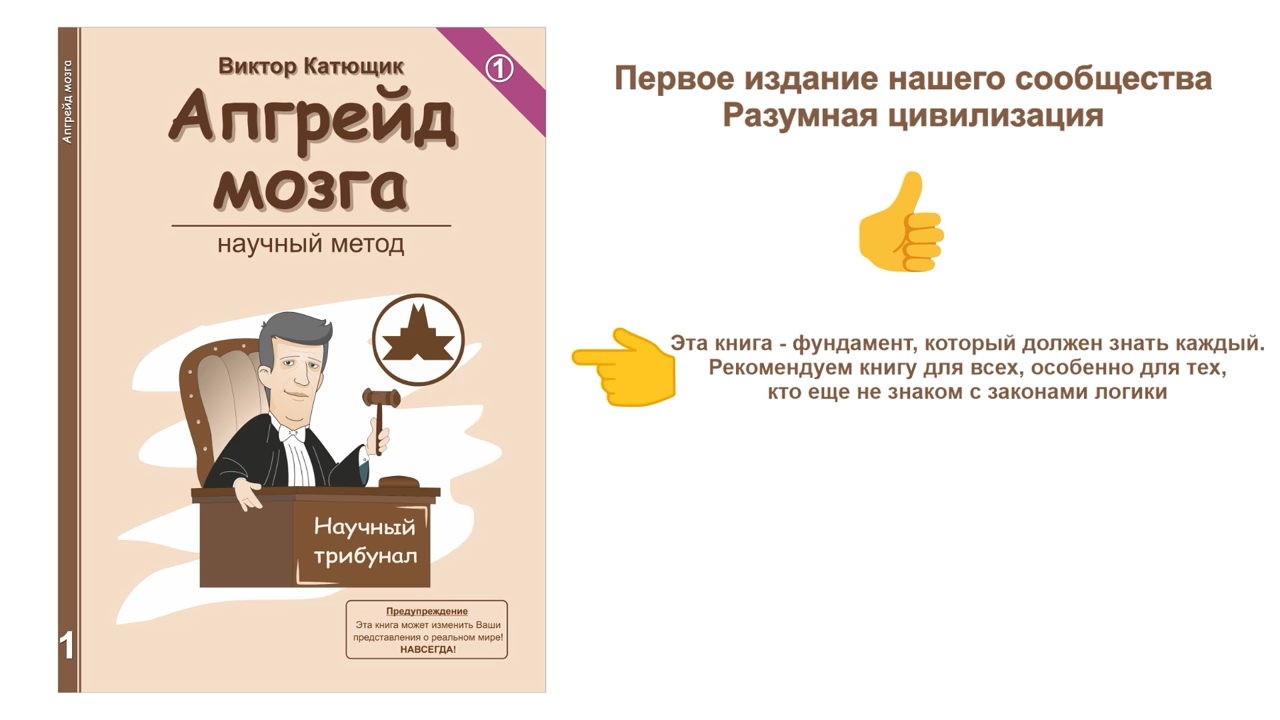 Апгрейд мозга
1
Виктор Катющик
1
Апгрейд
мозга
научный метод
Научный
трибунал
Предупреждение
Эта книга может изменить Ваши
представления о реальном мире!
НАВСЕГДА!
Первое издание нашего сообщества
Разумная цивилизация
Эта книга - фундамент, который должен знать каждый.
Рекомендуем книгу для всех, особенно для тех,
кто еще не знаком с законами логики